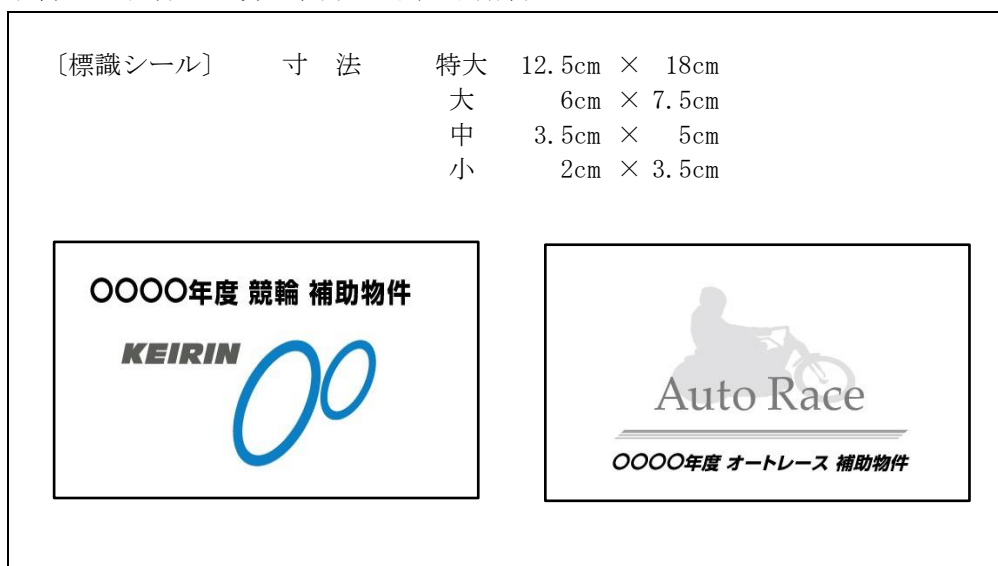 〔標識シール〕 寸 法 特大 12.5cm × 18cm
大 6cm × 7.5cm
中 3.5cm × 5cm
小 2cm × 3.5cm
〇〇〇〇年度 競輪 補助物件
KEIRIN
Auto Race
〇〇〇〇年度 オートレース 補助物件